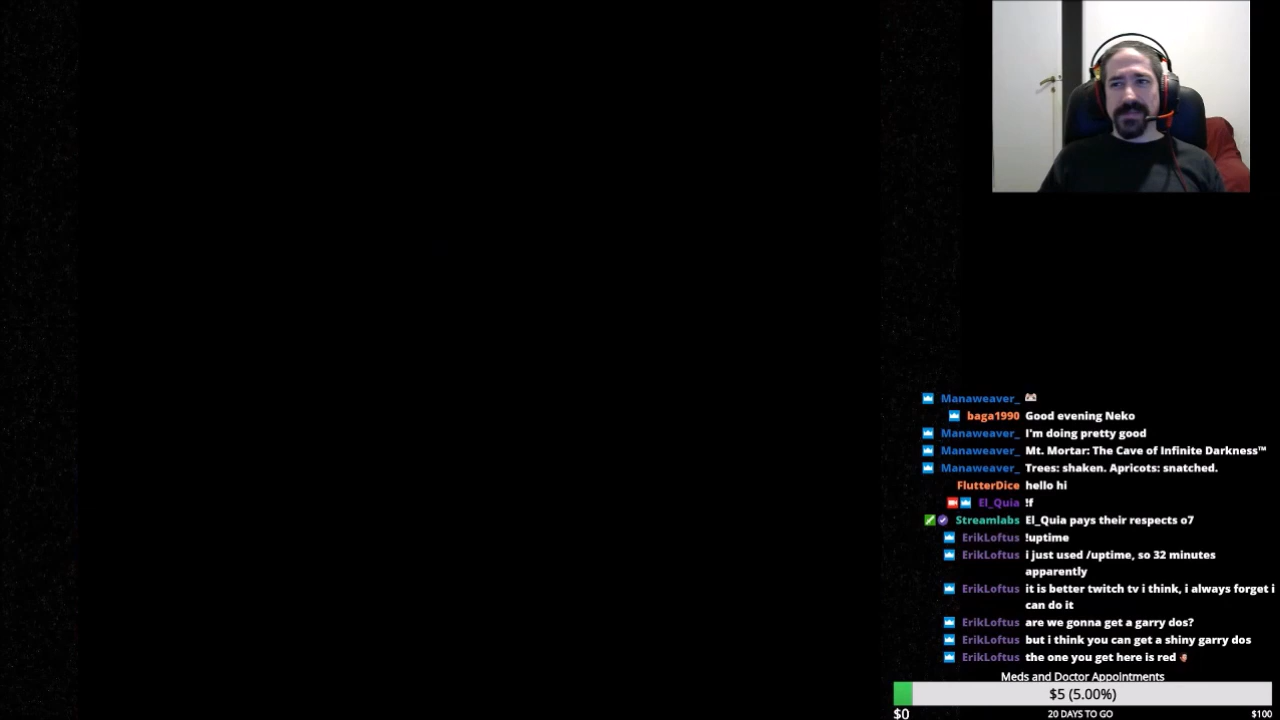 Manaweaver_
baga1990 Good evening Neko
Manaweaver_ I'm doing pretty good
Manaweaver_ Mt. Mortar: The Cave of Infinite Darkness™
Manaweaver_ Trees: shaken. Apricots: snatched.
FlutterDice hello hi
El_Quia !f
Streamlabs El_Quia pays their respects o7
ErikLoftus !uptime
ErikLoftus i just used /uptime, so 32 minutes
apparently
ErikLoftus it is better twitch tv i think, i always forget i
can do it
ErikLoftus are we gonna get a garry dos?
ErikLoftus but i think you can get a shiny garry dos
ErikLoftus the one you get here is red
Meds and Doctor Appointments
$5 (5.00%)
$0 20 DAYS TO GO $100